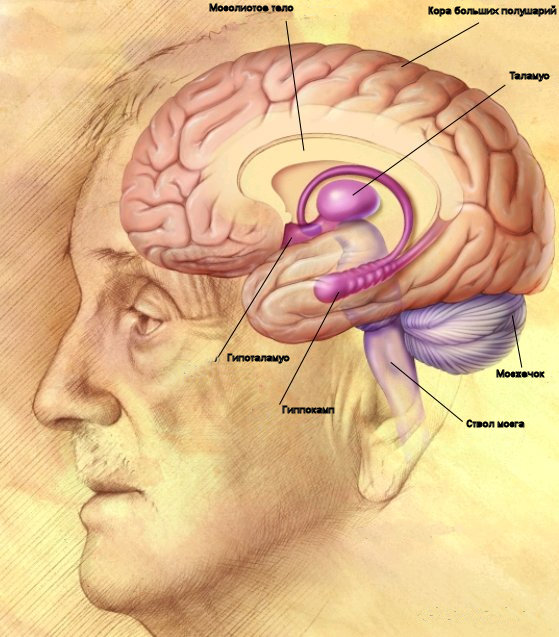 Мозолистое тело
Кора больших полушарий
Таламус
Гипоталамус
Мозжечок
Гиппокамп
Ствол мозга